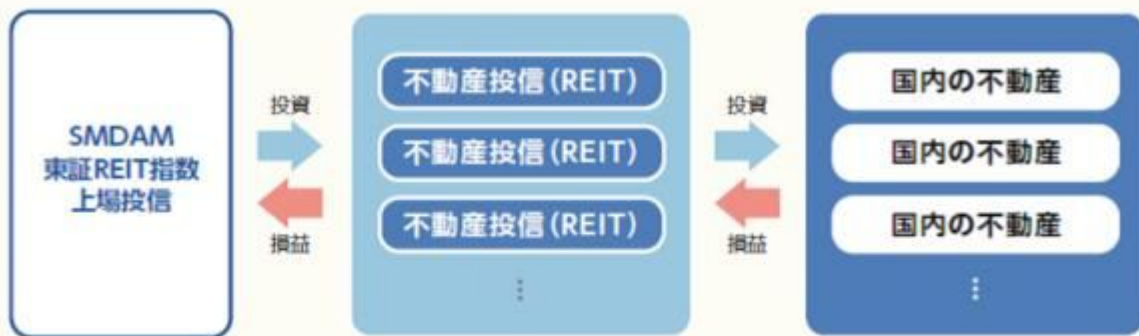 SMDAM
東証REIT指数
上場投信
投資
損益
不動産投信(REIT)
不動産投信(REIT)
不動産投信(REIT)
⋮
投資
損益
国内の不動産
国内の不動産
国内の不動産
⋮